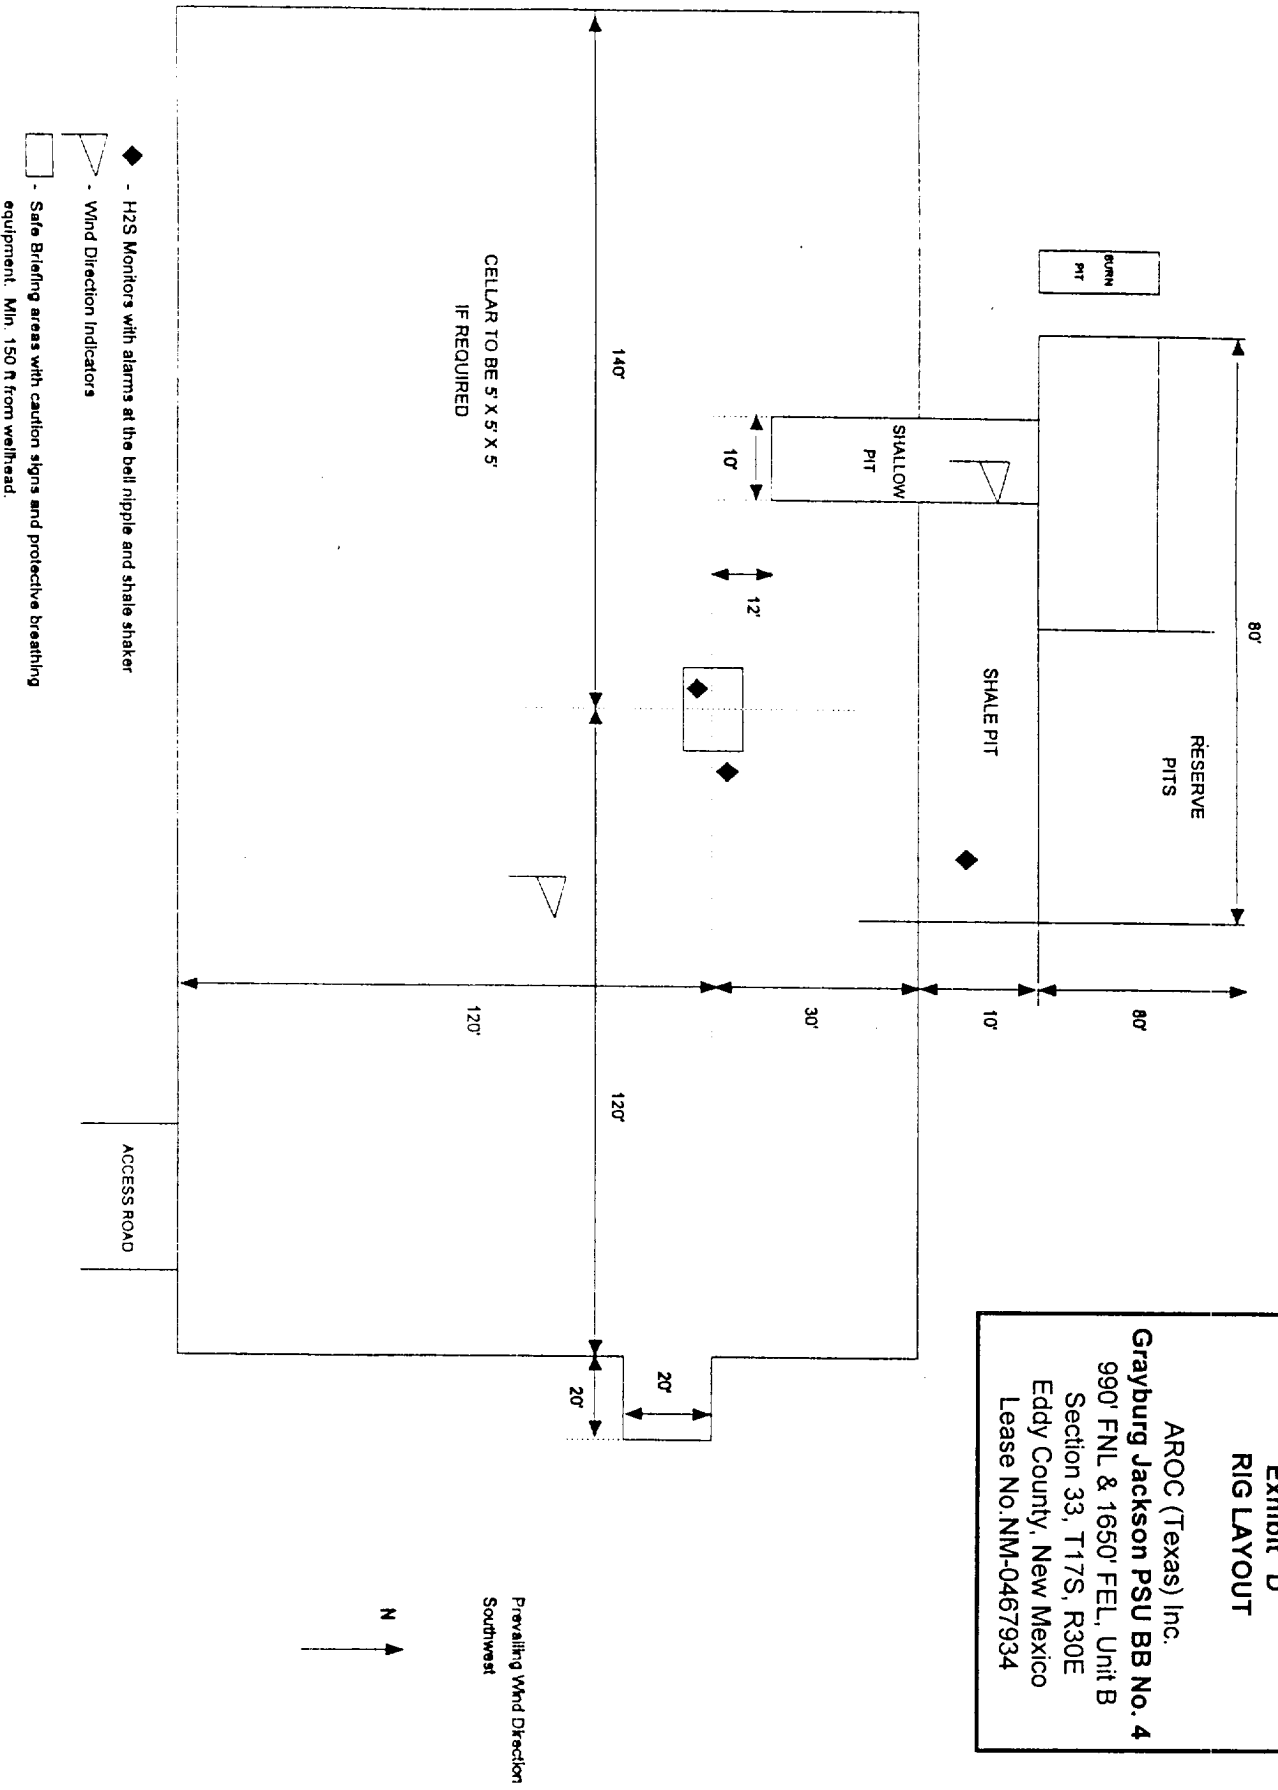 Exhibit D
RIG LAYOUT
AROC (Texas) Inc.
Grayburg Jackson PSU BB No. 4
990' FNL & 1650' FEL, Unit B
Section 33, T17S, R30E
Eddy County, New Mexico
Lease No.NM-0467934
80'
RESERVE
PITS
80'
BURN
PIT
SHALE PIT
10'
SHALLOW
PIT
30'
10'
12'
140'
120'
20'
20'
CELLAR TO BE 5' X 5' X 5'
IF REQUIRED
120'
ACCESS ROAD
Prevailing Wind Direction
Southwest
N
- H2S Monitors with alarms at the bell nipple and shale shaker
- Wind Direction Indicators
- Safe Briefing areas with caution signs and protective breathing
equipment. Min. 150 ft from wellhead.